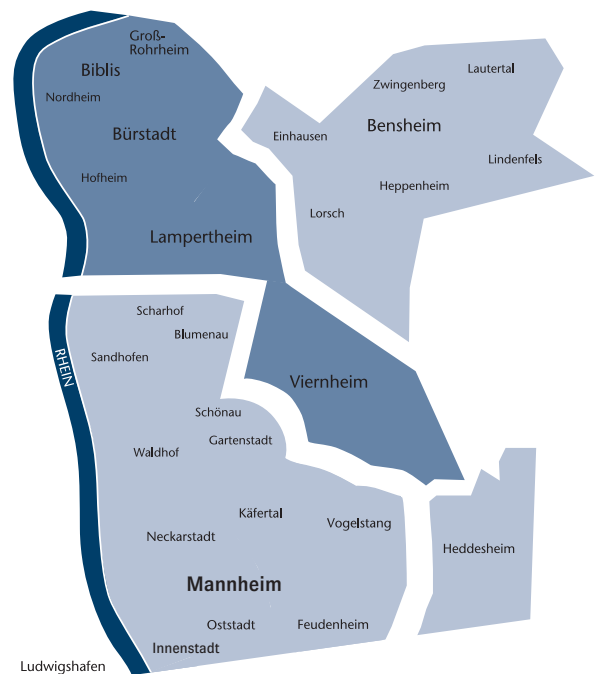 Groß-
Rohrheim
Biblis
Nordheim
Bürstadt
Hofheim
Lampertheim
Lautertal
Zwingenberg
Bensheim
Einhausen
Lindenfels
Heppenheim
Lorsch
Viernheim
Scharhof
Blumenau
Sandhofen
RHEIN
Schönau
Gartenstadt
Waldhof
Käfertal
Vogelstang
Neckarstadt
Mannheim
Oststadt
Feudenheim
Innenstadt
Heddesheim
Ludwigshafen